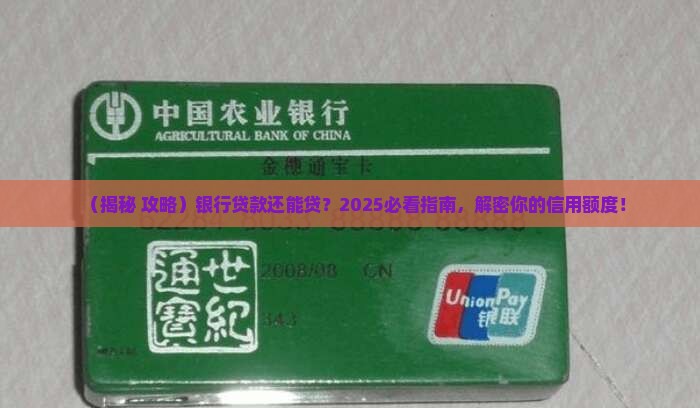 中国农业银行
AGRICULTURAL BANK OF CHINA
金穗通宝卡
（揭秘 攻略）银行贷款还能贷？2025必看指南，解密你的信用额度！
2008/08 CN
世紀
通寶
UnionPay
银联